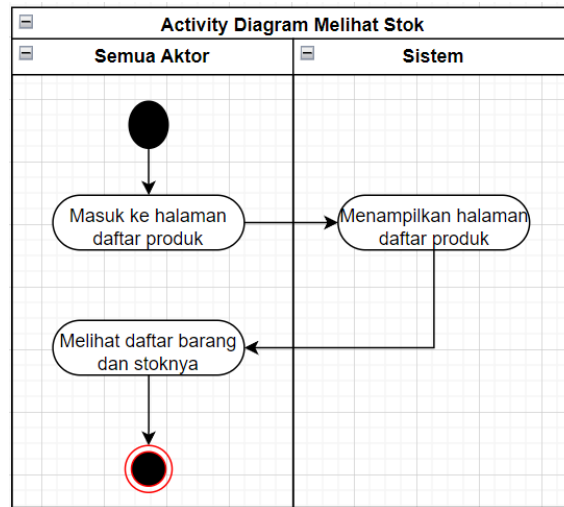 Activity Diagram Melihat Stok
Semua Aktor
Sistem
Masuk ke halaman
daftar produk
Menampilkan halaman
daftar produk
Melihat daftar barang
dan stoknya